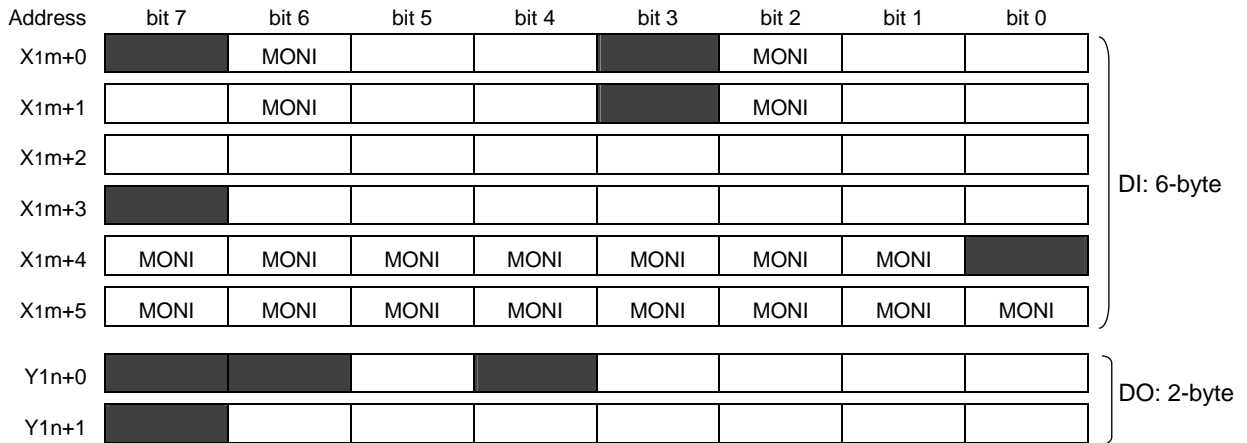 Address bit 7 bit 6 bit 5 bit 4 bit 3 bit 2 bit 1 bit 0
X1m+0 MONI MONI
X1m+1 MONI MONI
X1m+2
X1m+3
DI: 6-byte
X1m+4 MONI MONI MONI MONI MONI MONI MONI
X1m+5 MONI MONI MONI MONI MONI MONI MONI MONI
Y1n+0
DO: 2-byte
Y1n+1